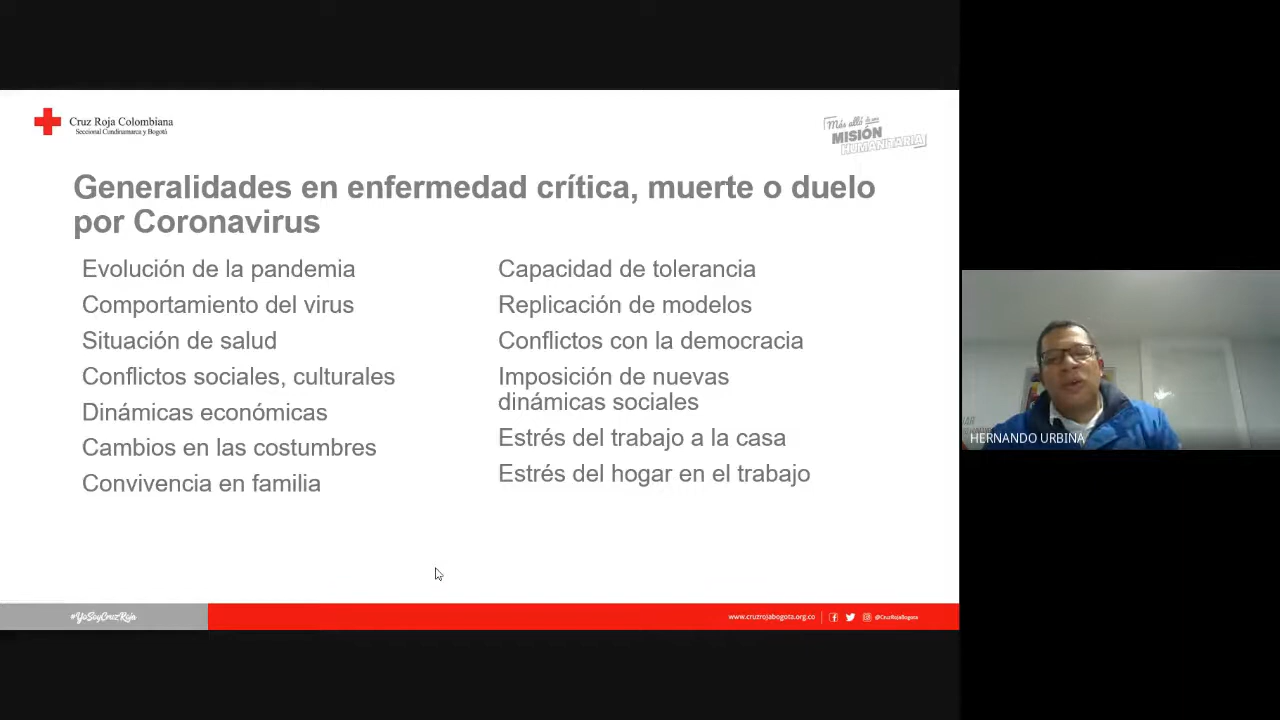 Cruz Roja Colombiana
Seccional Cundinamarca y Bogotá
Más allá de una
MISIÓN
HUMANITARIA
Generalidades en enfermedad crítica, muerte o duelo
por Coronavirus
Evolución de la pandemia
Comportamiento del virus
Situación de salud
Conflictos sociales, culturales
Dinámicas económicas
Cambios en las costumbres
Convivencia en familia
Capacidad de tolerancia
Replicación de modelos
Conflictos con la democracia
Imposición de nuevas
dinámicas sociales
Estrés del trabajo a la casa
Estrés del hogar en el trabajo
HERNANDO URBINA
#YoSoyCruzRoja
www.cruzrojabogota.org.co
@CruzRojaBogota